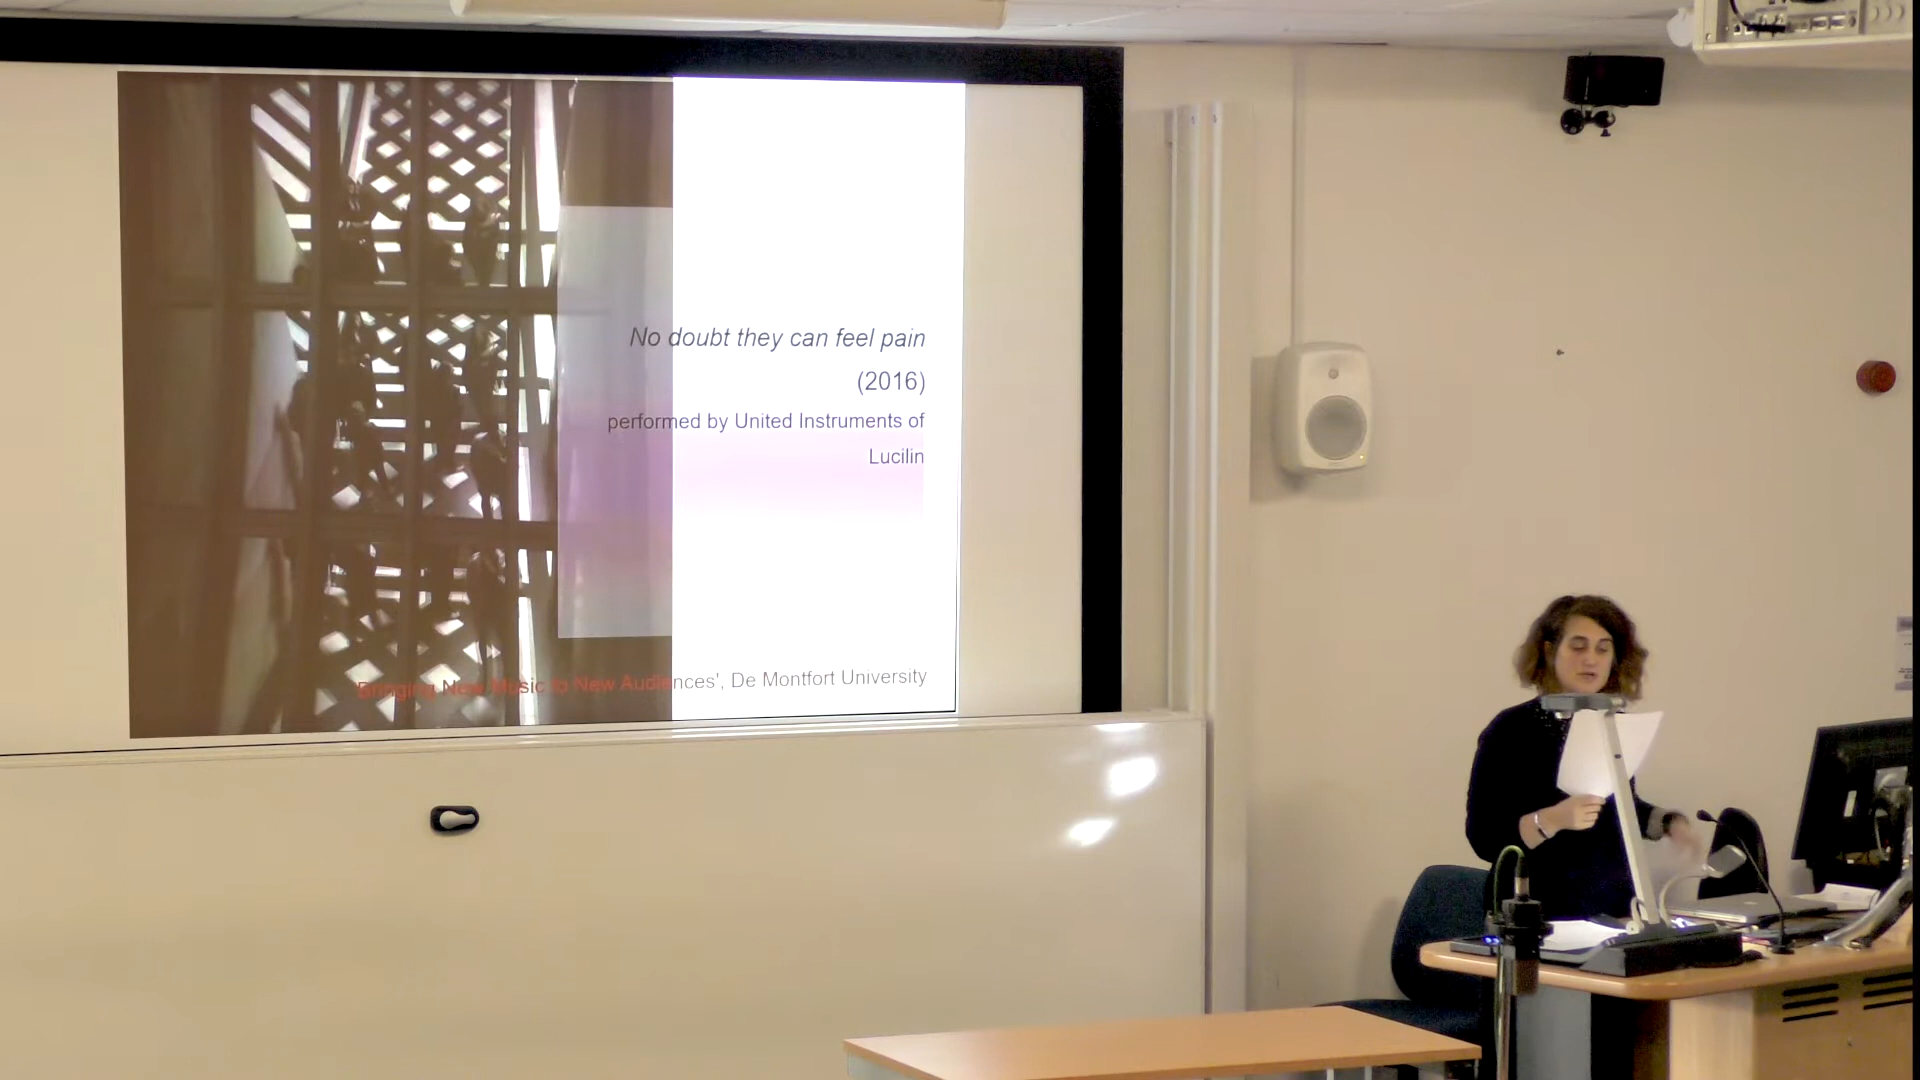 No doubt they can feel pain
(2016)
performed by United Instruments of
Lucilin
'Bringing New Music to New Audiences', De Montfort University